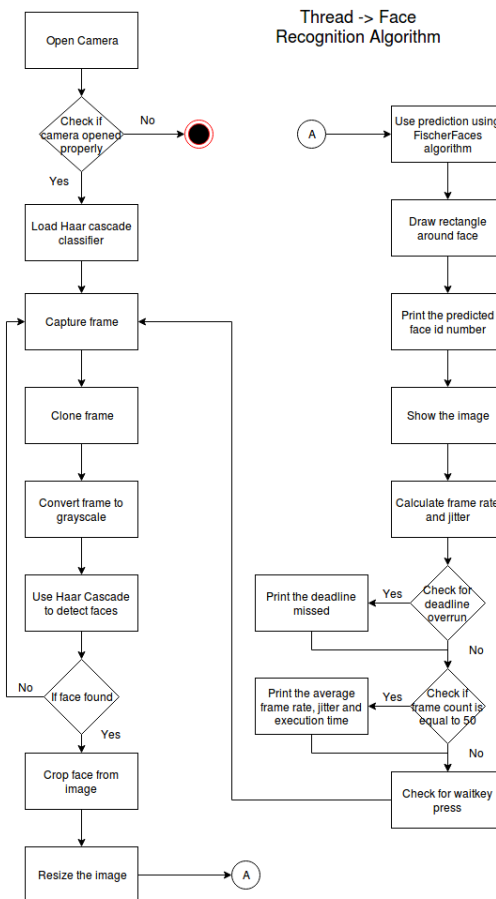 Thread -> Face
Recognition Algorithm
Open Camera
Check if
camera opened
properly
No
Yes
Load Haar cascade
classifier
Capture frame
Clone frame
Convert frame to
grayscale
Use Haar Cascade
to detect faces
If face found
No
Yes
Crop face from
image
Resize the image
A
A
Use prediction using
FischerFaces
algorithm
Draw rectangle
around face
Print the predicted
face id number
Show the image
Calculate frame rate
and jitter
Check for
deadline
overrun
Yes
Print the deadline
missed
No
Check if
frame count is
equal to 50
Yes
Print the average
frame rate, jitter and
execution time
No
Check for waitkey
press